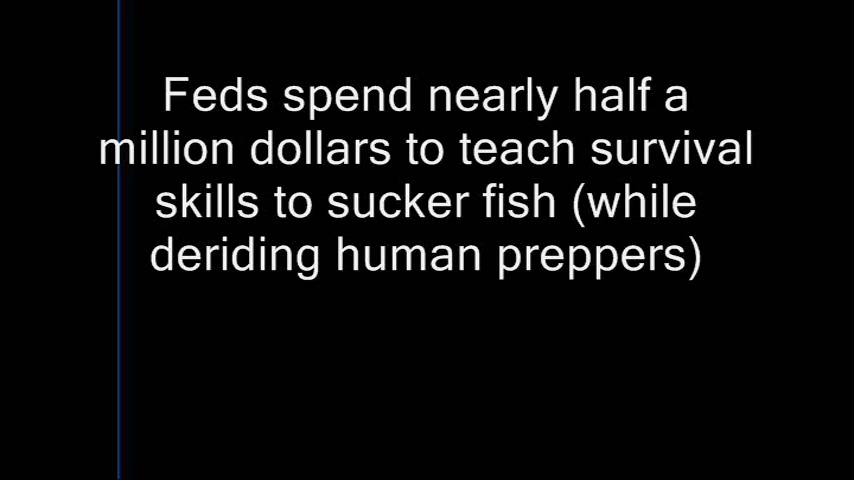 Feds spend nearly half a
million dollars to teach survival
skills to sucker fish (while
deriding human preppers)